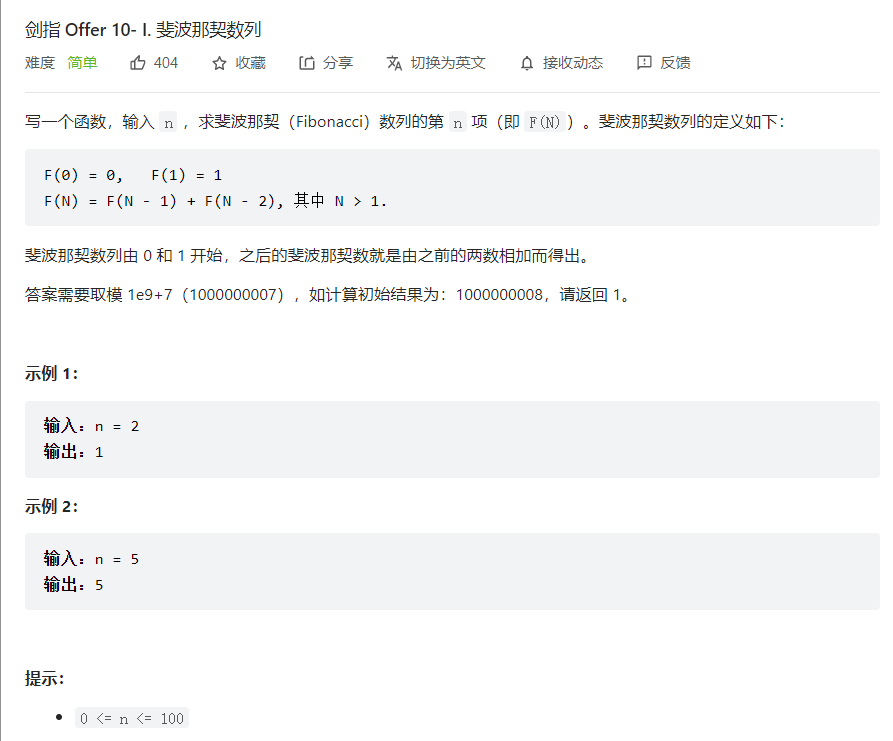 剑指 Offer 10- I. 斐波那契数列
难度 简单 404 收藏 分享 切换为英文 接收动态 反馈
写一个函数，输入 n ，求斐波那契（Fibonacci）数列的第 n 项（即 F(N)）。斐波那契数列的定义如下：
F(0) = 0,   F(1) = 1
F(N) = F(N - 1) + F(N - 2), 其中 N > 1.
斐波那契数列由 0 和 1 开始，之后的斐波那契数就是由之前的两数相加而得出。
答案需要取模 1e9+7（1000000007），如计算初始结果为：1000000008，请返回 1。
示例 1：
输入：n = 2
输出：1
示例 2：
输入：n = 5
输出：5
提示：
• 0 <= n <= 100